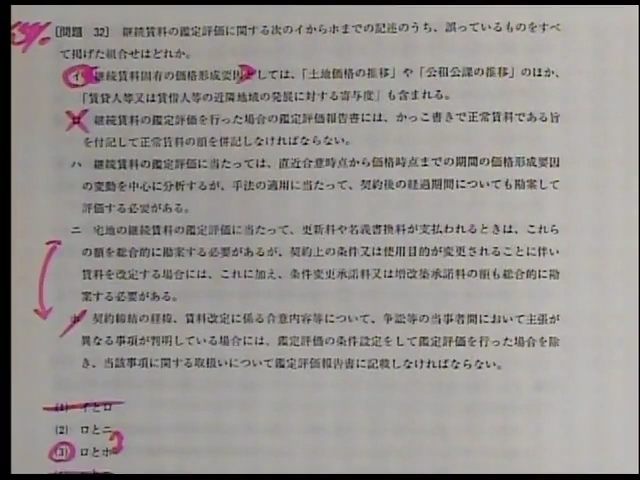 [問題 32] 継続賃料の鑑定評価に関する次のイからホまでの記述のうち、誤っているものをすべ
て掲げた組合せはどれか。
イ 継続賃料固有の価格形成要因としては、「土地価格の推移」や「公租公課の推移」のほか、
「賃貸人等又は賃借人等の近隣地域の発展に対する寄与度」も含まれる。
ロ 継続賃料の鑑定評価を行った場合の鑑定評価報告書には、かっこ書きで正常賃料である旨
を付記して正常賃料の額を併記しなければならない。
ハ 継続賃料の鑑定評価に当たっては、直近合意時点から価格時点までの期間の価格形成要因
の変動を中心に分析するが、手法の適用に当たって、契約後の経過期間についても勘案して
評価する必要がある。
ニ 宅地の継続賃料の鑑定評価に当たって、更新料や名義書換料が支払われるときは、これら
の額を総合的に勘案する必要があるが、契約上の条件又は使用目的が変更されることに伴い
賃料を改定する場合には、これに加え、条件変更承諾料又は増改築承諾料の額も総合的に勘
案する必要がある。
ホ 契約締結の経緯、賃料改定に係る合意内容等について、争訟等の当事者間において主張が
異なる事項が判明している場合には、鑑定評価の条件設定をして鑑定評価を行った場合を除
き、当該事項に関する取扱いについて鑑定評価報告書に記載しなければならない。
(1) イとロ
(2) ロとニ
(3) ロとホ